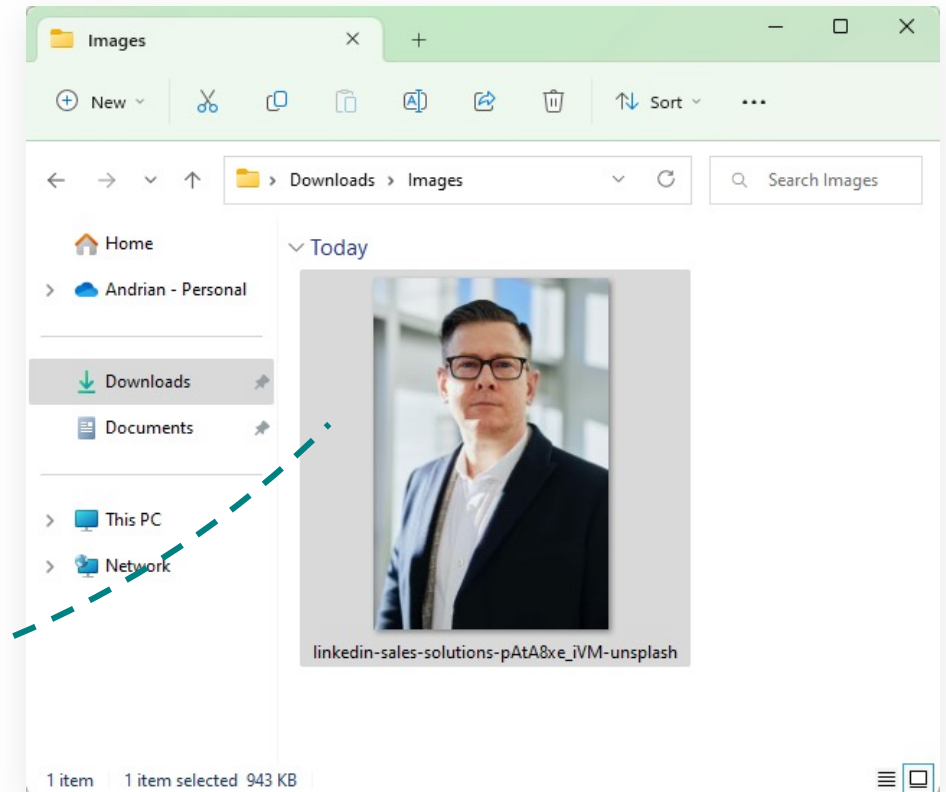 Images
New
Sort
Downloads > Images
Search Images
Home
Today
Andrian - Personal
Downloads
Documents
This PC
Network
linkedin-sales-solutions-pAtA8xe_iVM-unsplash
1 item 1 item selected 943 KB